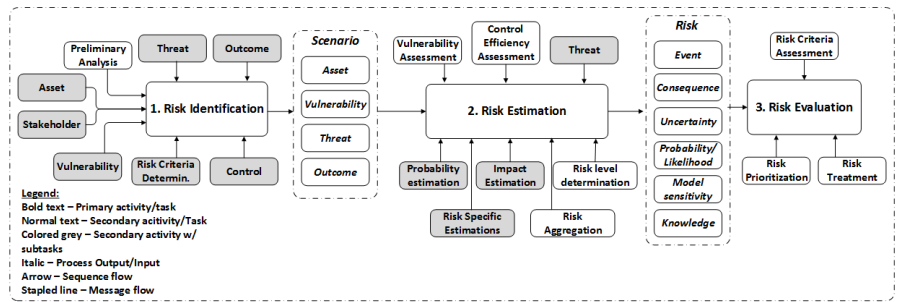 Preliminary
Analysis
Threat
Outcome
Asset
Stakeholder
Vulnerability
Risk Criteria
Determin.
Control
1. Risk Identification
Scenario
Asset
Vulnerability
Threat
Outcome
Vulnerability
Assessment
Control
Efficiency
Assessment
Threat
2. Risk Estimation
Probability
estimation
Impact
Estimation
Risk level
determination
Risk Specific
Estimations
Risk
Aggregation
Risk
Event
Consequence
Uncertainty
Probability/
Likelihood
Model
sensitivity
Knowledge
Risk Criteria
Assessment
3. Risk Evaluation
Risk
Prioritization
Risk
Treatment
Legend:
Bold text – Primary activity/task
Normal text – Secondary acitivity/Task
Colored grey – Secondary activity w/
subtasks
Italic – Process Output/Input
Arrow – Sequence flow
Stapled line – Message flow